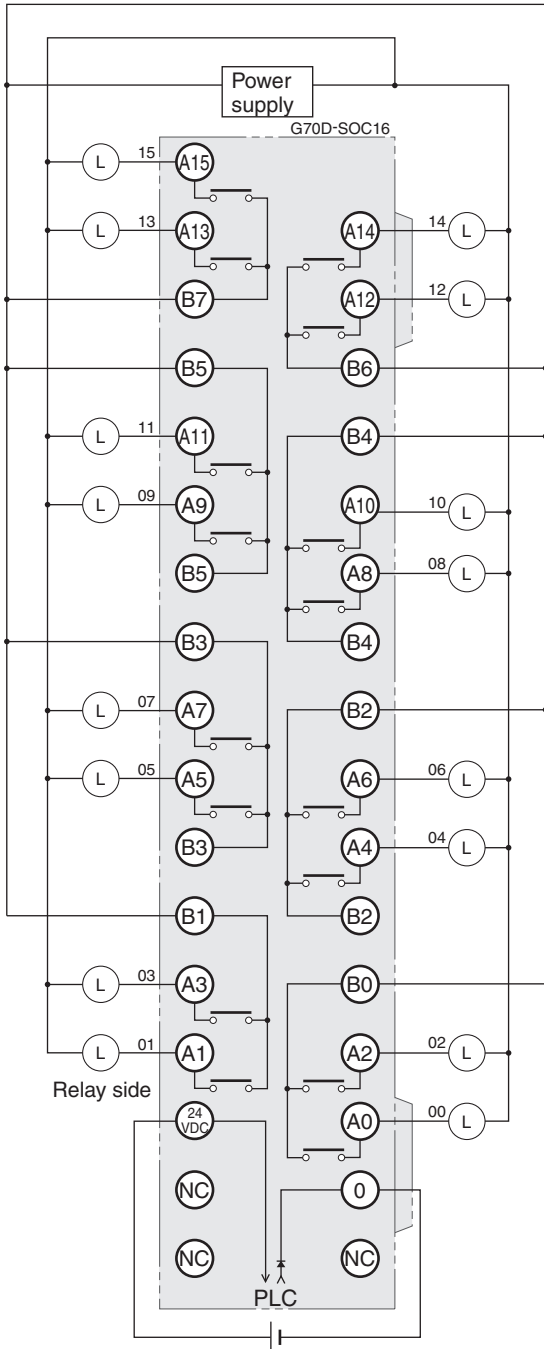 Power
supply
G70D-SOC16
L 15 A15
L 13 A13 A14 14 L
B7 A12 12 L
B5 B6
L 11 A11 B4
L 09 A9 A10 10 L
B5 A8 08 L
B3 B4
L 07 A7 B2
L 05 A5 A6 06 L
B3 A4 04 L
B1 B2
L 03 A3 B0
L 01 A1 A2 02 L
Relay side
24
VDC
A0 00 L
NC 0
NC NC
PLC